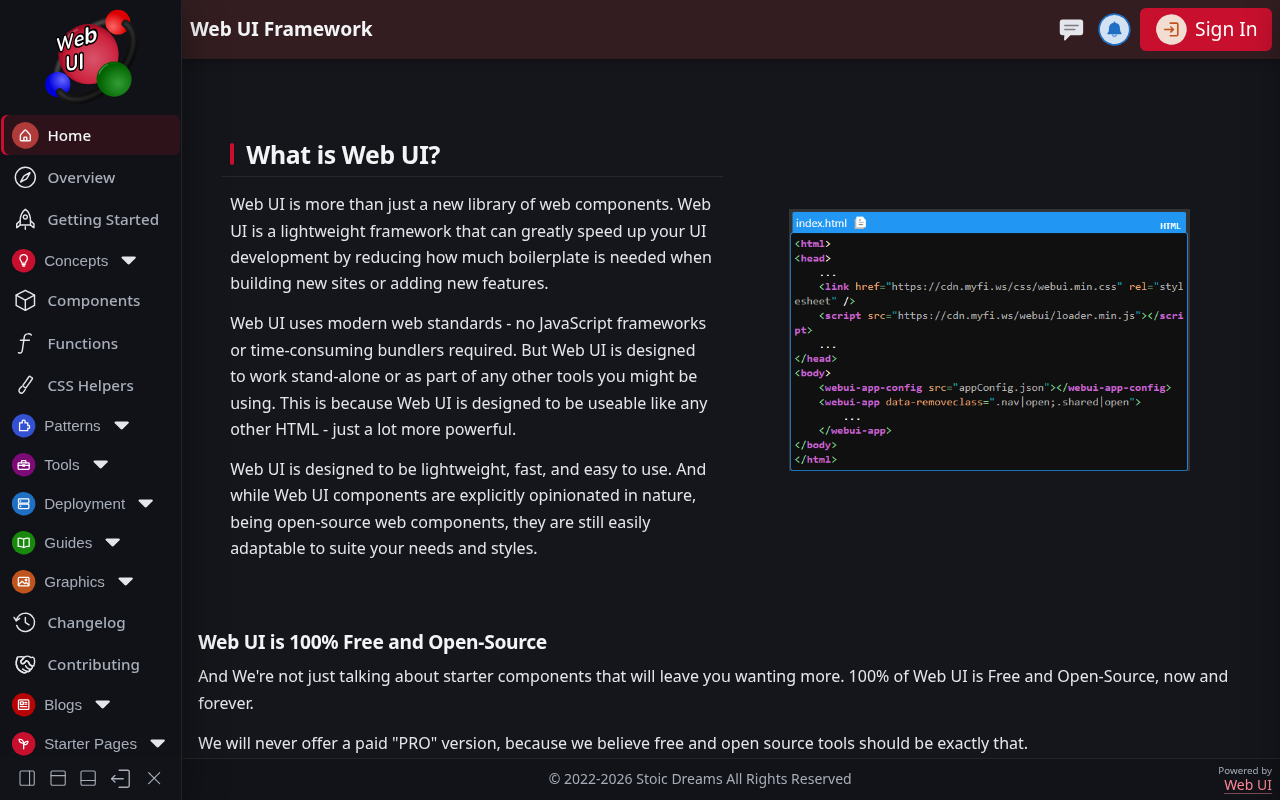 Web
UI
Web UI Framework
Sign In
Home
Overview
Getting Started
Concepts
Components
Functions
CSS Helpers
Patterns
Tools
Deployment
Guides
Graphics
Changelog
Contributing
Blogs
Starter Pages
What is Web UI?
Web UI is more than just a new library of web components. Web
UI is a lightweight framework that can greatly speed up your UI
development by reducing how much boilerplate is needed when
building new sites or adding new features.
Web UI uses modern web standards - no JavaScript frameworks
or time-consuming bundlers required. But Web UI is designed
to work stand-alone or as part of any other tools you might be
using. This is because Web UI is designed to be useable like any
other HTML - just a lot more powerful.
Web UI is designed to be lightweight, fast, and easy to use. And
while Web UI components are explicitly opinionated in nature,
being open-source web components, they are still easily
adaptable to suite your needs and styles.
index.html
HTML
<html>
<head>
...
<link href="https://cdn.myfi.ws/css/webui.min.css" rel="styl
esheet" />
<script src="https://cdn.myfi.ws/webui/loader.min.js"></scri
pt>
...
</head>
<body>
<webui-app-config src="appConfig.json"></webui-app-config>
<webui-app data-removeclass=".nav|open;.shared|open">
...
</webui-app>
</body>
</html>
Web UI is 100% Free and Open-Source
And We're not just talking about starter components that will leave you wanting more. 100% of Web UI is Free and Open-Source, now and
forever.
We will never offer a paid "PRO" version, because we believe free and open source tools should be exactly that.
© 2022-2026 Stoic Dreams All Rights Reserved
Powered by
Web UI